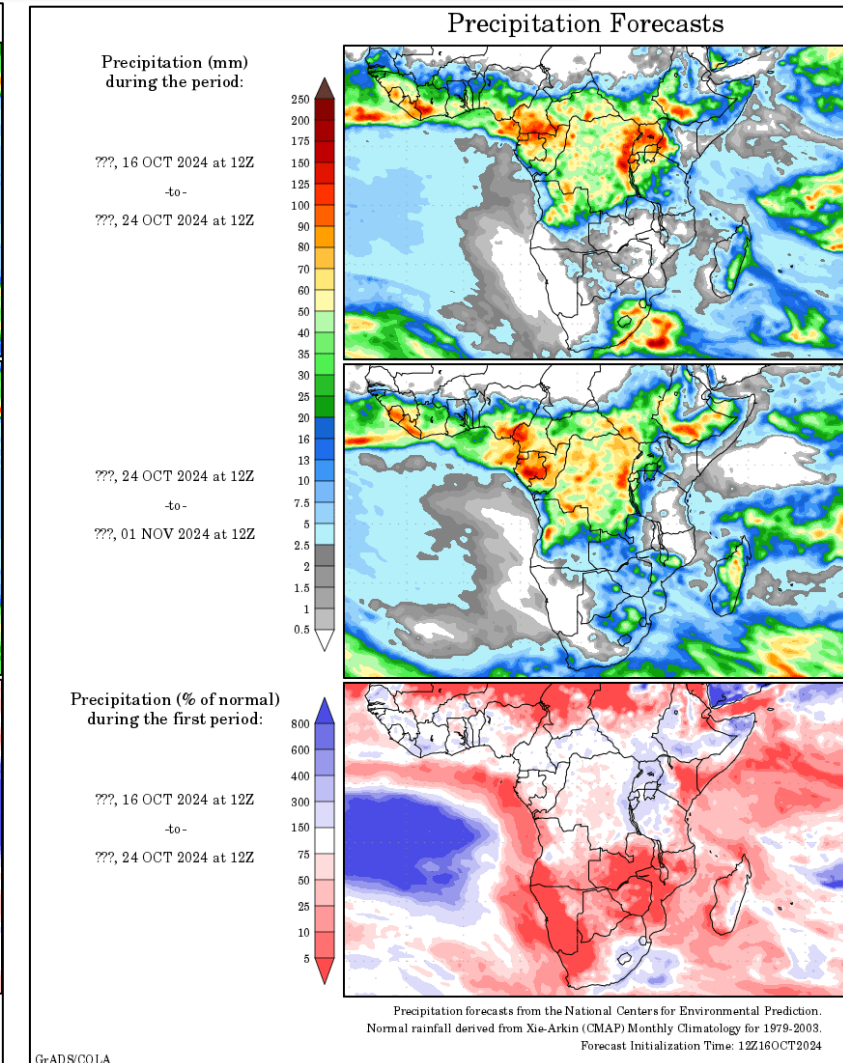 Precipitation Forecasts
Precipitation (mm)
during the period:
250
200
175
150
125
100
90
80
70
60
50
40
35
30
25
20
16
13
10
7.5
5
2.5
2
1.5
1
0.5
???, 16 OCT 2024 at 12Z
-to-
???, 24 OCT 2024 at 12Z
???, 24 OCT 2024 at 12Z
-to-
???, 01 NOV 2024 at 12Z
Precipitation (% of normal)
during the first period:
800
600
400
300
150
75
50
25
10
5
???, 16 OCT 2024 at 12Z
-to-
???, 24 OCT 2024 at 12Z
Precipitation forecasts from the National Centers for Environmental Prediction.
Normal rainfall derived from Xie-Arkin (CMAP) Monthly Climatology for 1979-2003.
Forecast Initialization Time: 12Z16OCT2024
GrADS/COLA